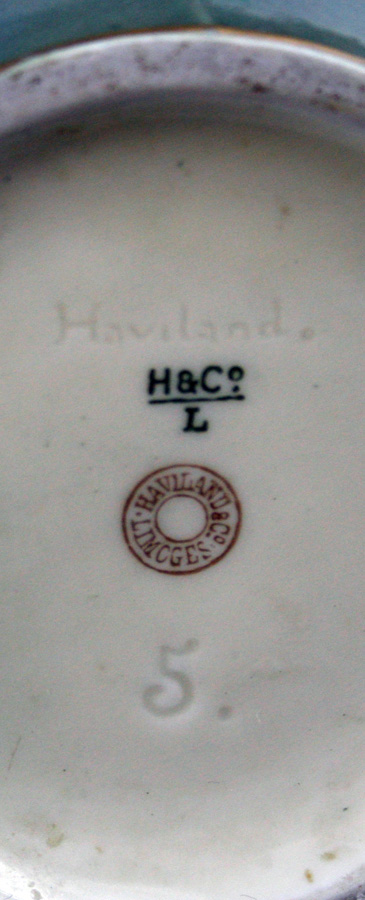 Haviland.
H&Cº
L
HAVILAND & Cº.
LIMOGES
5.